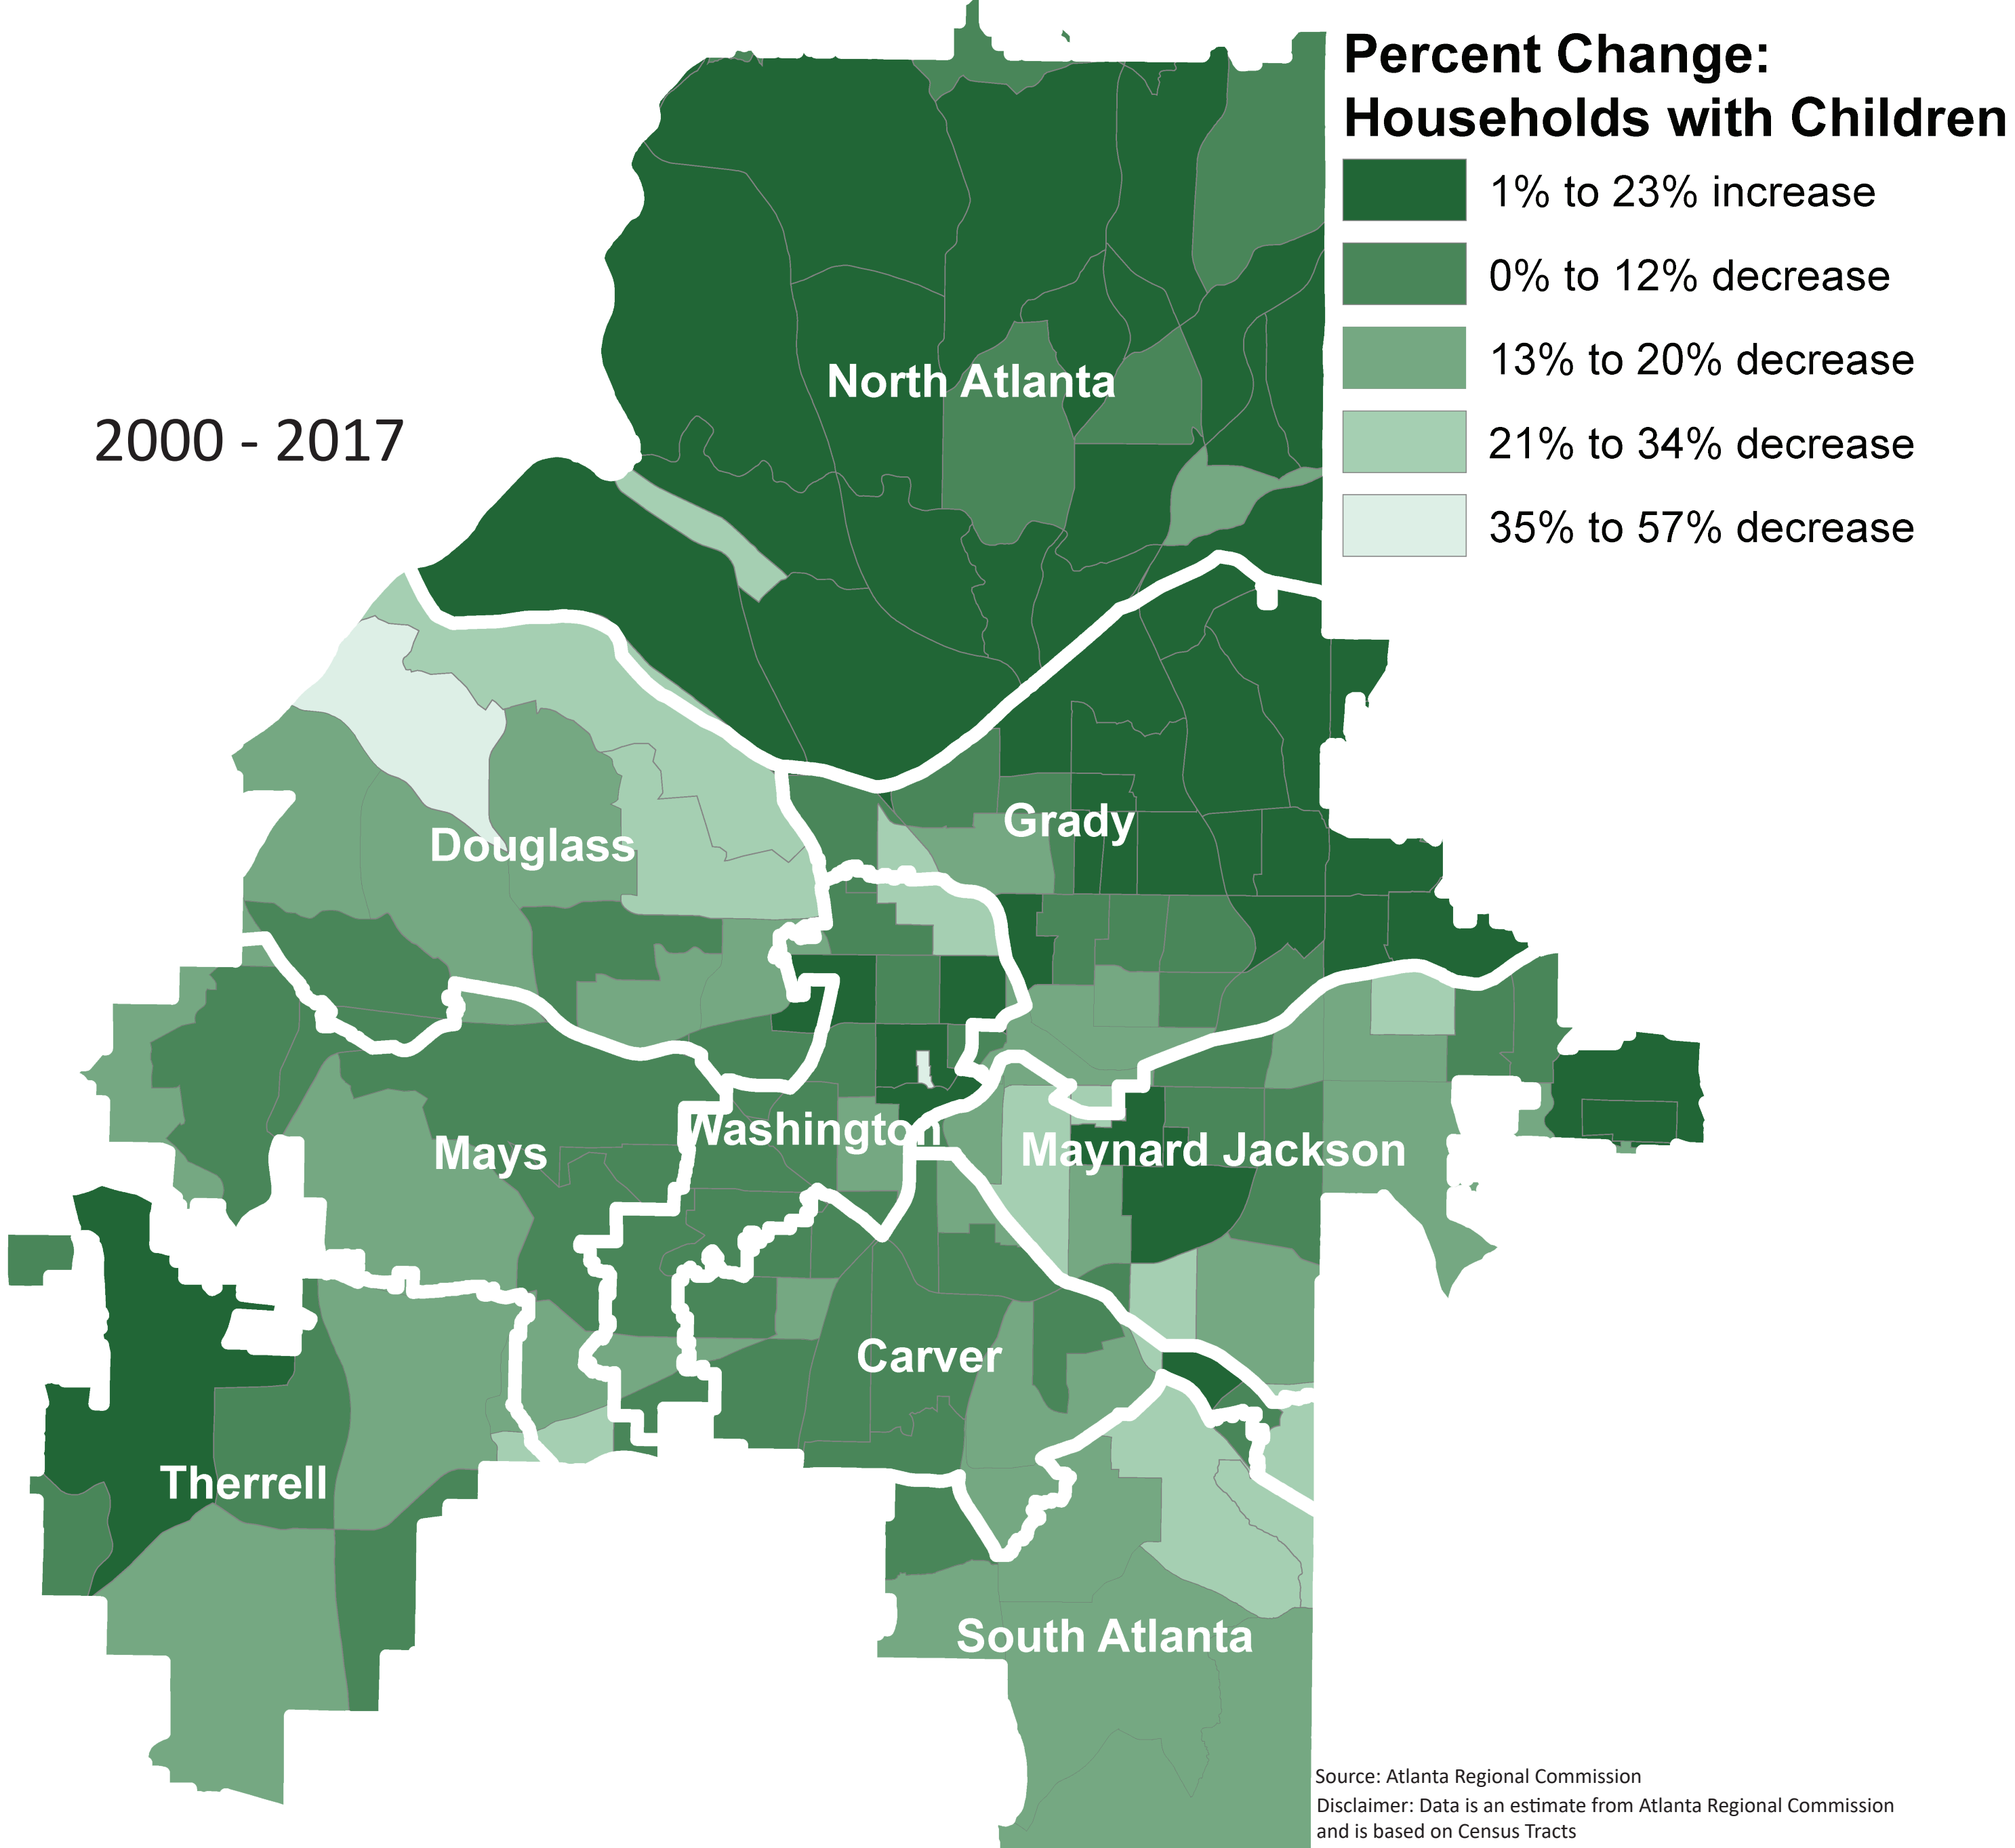 Percent Change:
Households with Children
1% to 23% increase
0% to 12% decrease
13% to 20% decrease
21% to 34% decrease
35% to 57% decrease
2000 - 2017
North Atlanta
Grady
Douglass
Washington
Mays
Maynard Jackson
Carver
Therrell
South Atlanta
Source: Atlanta Regional Commission
Disclaimer: Data is an estimate from Atlanta Regional Commission
and is based on Census Tracts